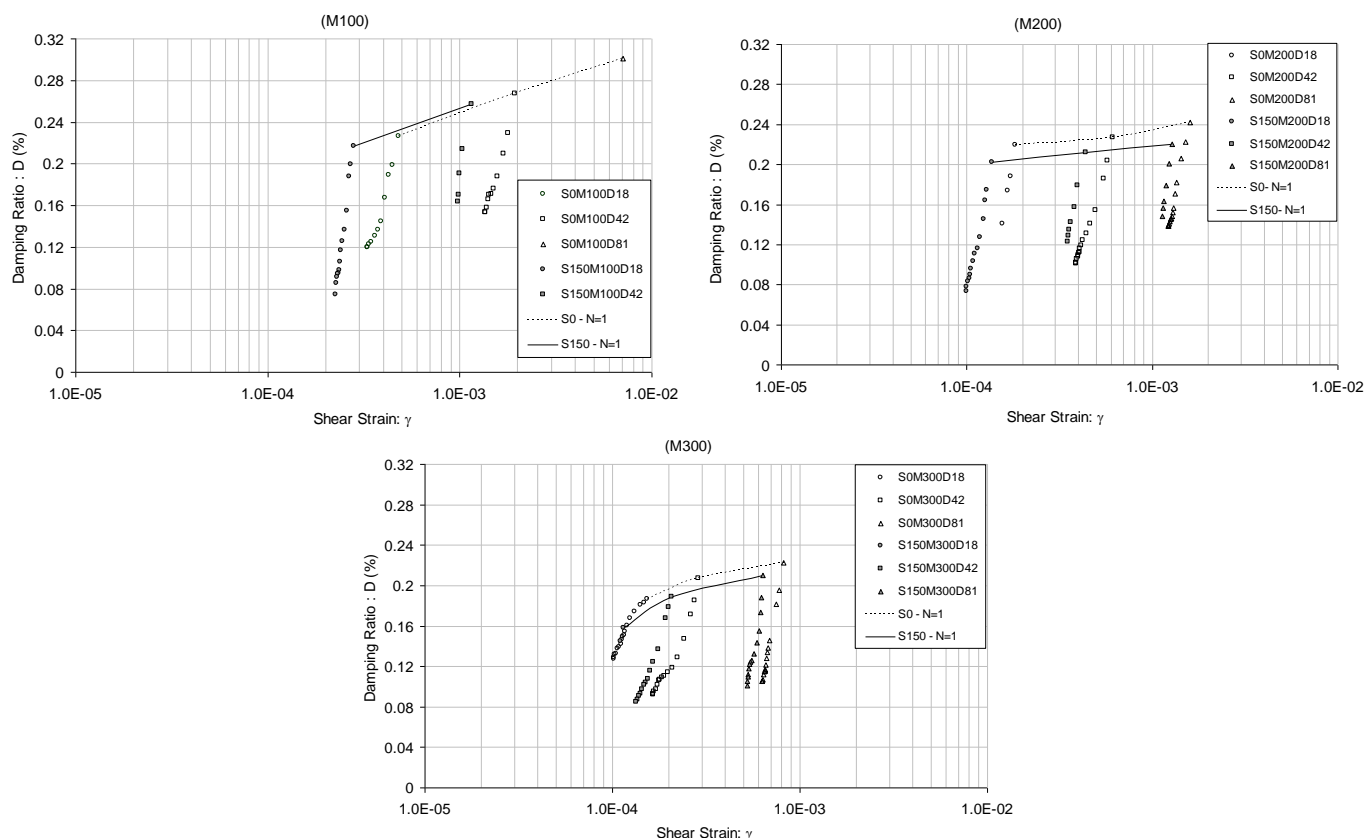 (M100)
0.32
0.28
0.24
0.20
0.16
0.12
0.08
0.04
0
Damping Ratio : D (%)
1.0E-05
1.0E-04
1.0E-03
1.0E-02
Shear Strain: γ
S0M100D18
S0M100D42
S0M100D81
S150M100D18
S150M100D42
S0 - N=1
S150 - N=1
(M200)
0.32
0.28
0.24
0.2
0.16
0.12
0.08
0.04
0
Damping Ratio : D (%)
1.0E-05
1.0E-04
1.0E-03
1.0E-02
Shear Strain: γ
S0M200D18
S0M200D42
S0M200D81
S150M200D18
S150M200D42
S150M200D81
S0- N=1
S150- N=1
(M300)
0.32
0.28
0.24
0.2
0.16
0.12
0.08
0.04
0
Damping Ratio : D (%)
1.0E-05
1.0E-04
1.0E-03
1.0E-02
Shear Strain: γ
S0M300D18
S0M300D42
S0M300D81
S150M300D18
S150M300D42
S150M300D81
S0 - N=1
S150 - N=1